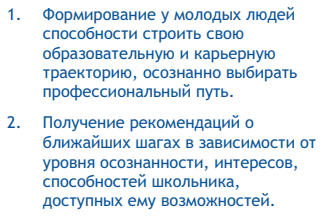 1. Формирование у молодых людей
способности строить свою
образовательную и карьерную
траекторию, осознанно выбирать
профессиональный путь.
2. Получение рекомендаций о
ближайших шагах в зависимости от
уровня осознанности, интересов,
способностей школьника,
доступных ему возможностей.